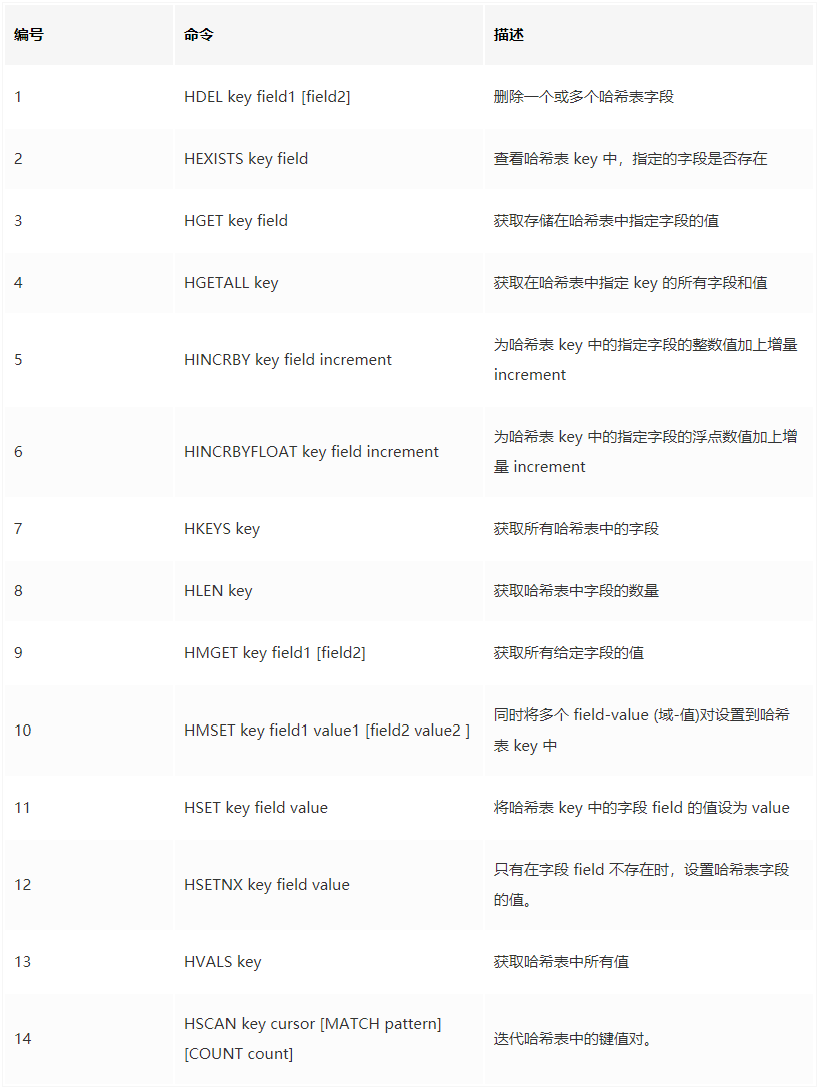 编号 命令 描述
1 HDEL key field1 [field2] 删除一个或多个哈希表字段
2 HEXISTS key field 查看哈希表 key 中，指定的字段是否存在
3 HGET key field 获取存储在哈希表中指定字段的值
4 HGETALL key 获取在哈希表中指定 key 的所有字段和值
5 HINCRBY key field increment 为哈希表 key 中的指定字段的整数值加上增量
increment
6 HINCRBYFLOAT key field increment 为哈希表 key 中的指定字段的浮点数值加上增
量 increment
7 HKEYS key 获取所有哈希表中的字段
8 HLEN key 获取哈希表中字段的数量
9 HMGET key field1 [field2] 获取所有给定字段的值
10 HMSET key field1 value1 [field2 value2 ] 同时将多个 field-value (域-值)对设置到哈希
表 key 中
11 HSET key field value 将哈希表 key 中的字段 field 的值设为 value
12 HSETNX key field value 只有在字段 field 不存在时，设置哈希表字段
的值。
13 HVALS key 获取哈希表中所有值
14 HSCAN key cursor [MATCH pattern]
[COUNT count] 迭代哈希表中的键值对。